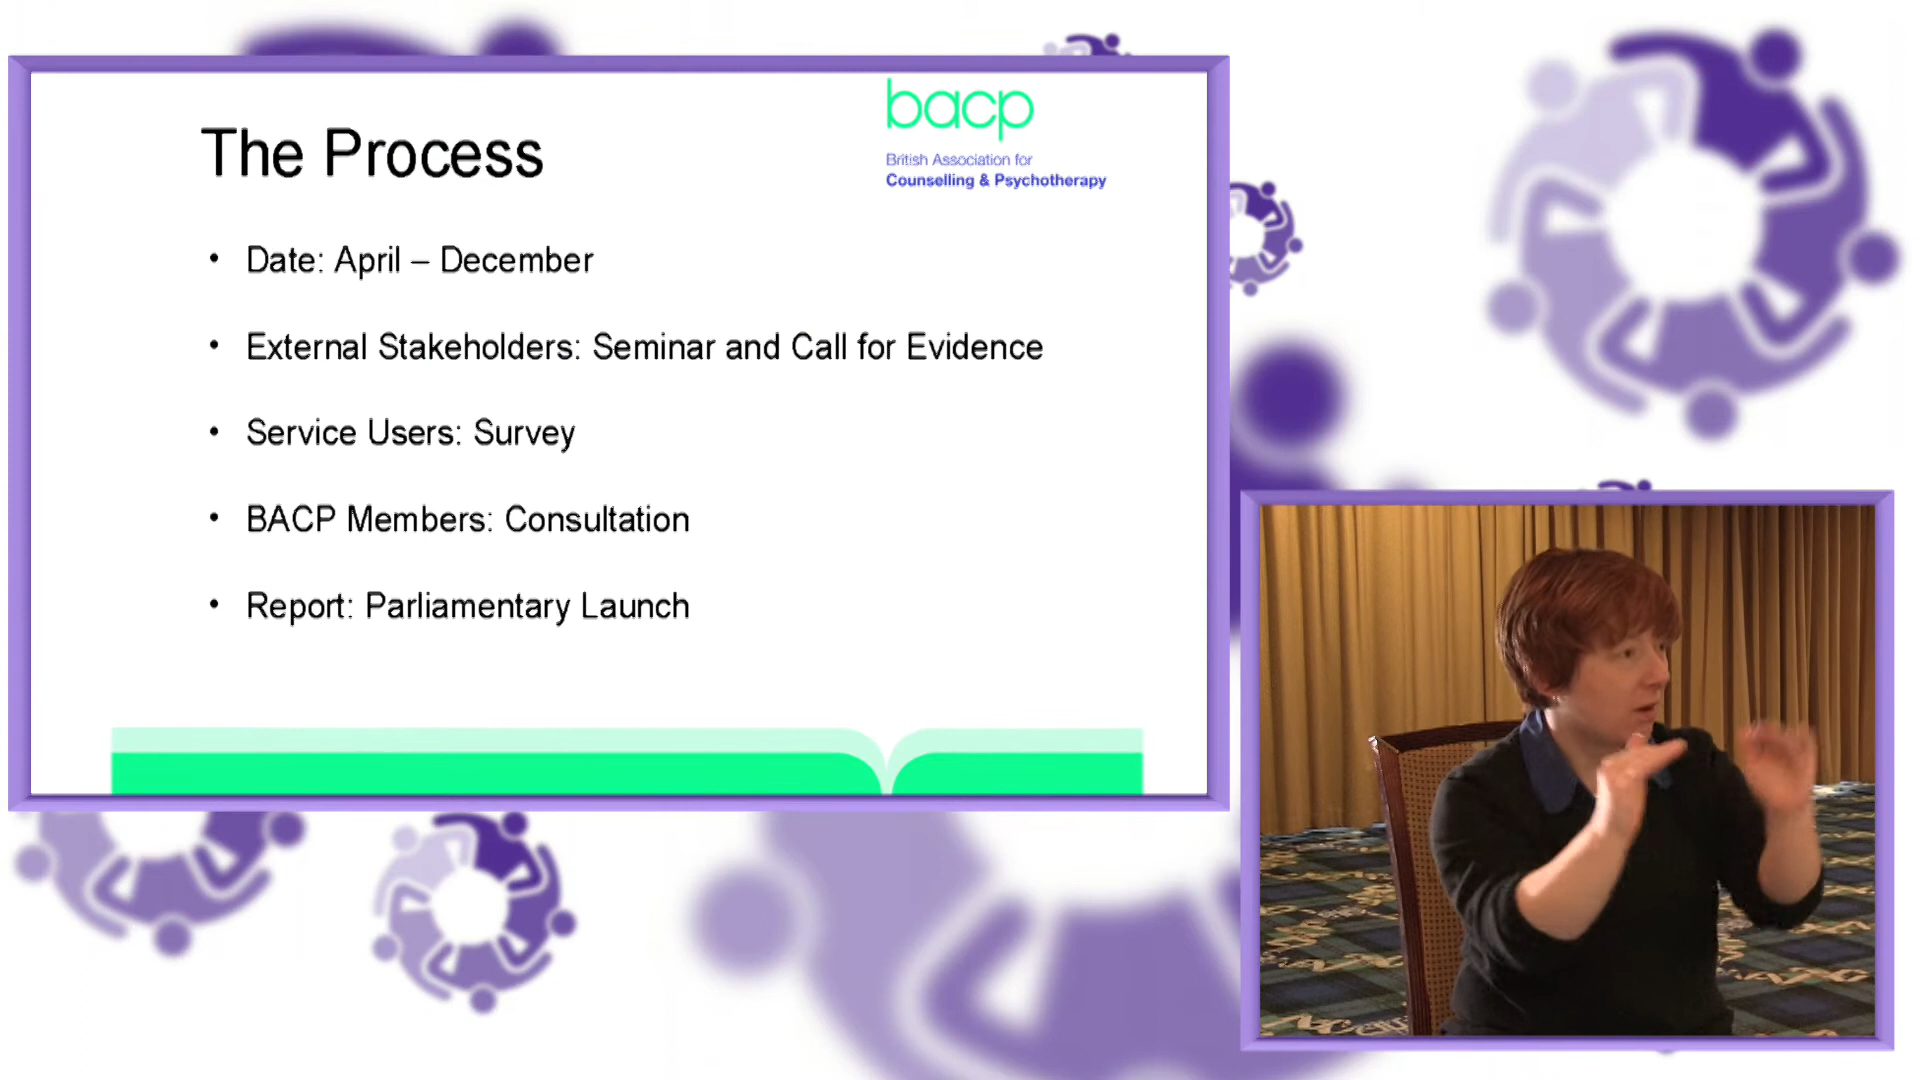 The Process
bacp
British Association for
Counselling & Psychotherapy
• Date: April – December
• External Stakeholders: Seminar and Call for Evidence
• Service Users: Survey
• BACP Members: Consultation
• Report: Parliamentary Launch